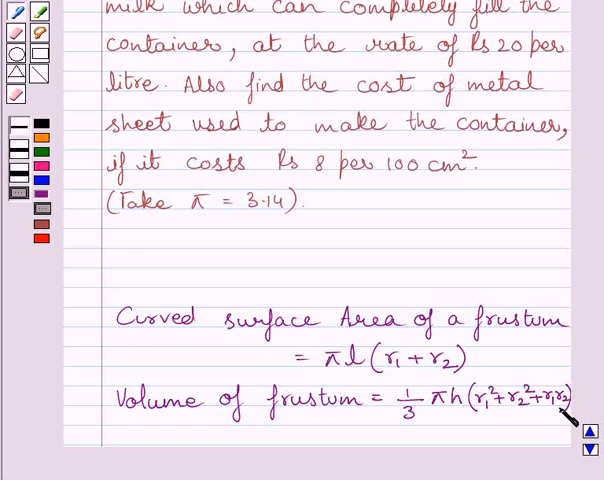 milk which can completely fill the
container, at the rate of Rs 20 per
litre. Also find the cost of metal
sheet used to make the container,
if it costs Rs 8 per 100 cm².
(Take π = 3.14).
Curved surface Area of a frustum
= πl(r₁+r₂)
Volume of frustum = 1/3 πh(r₁²+r₂²+r₁r₂)